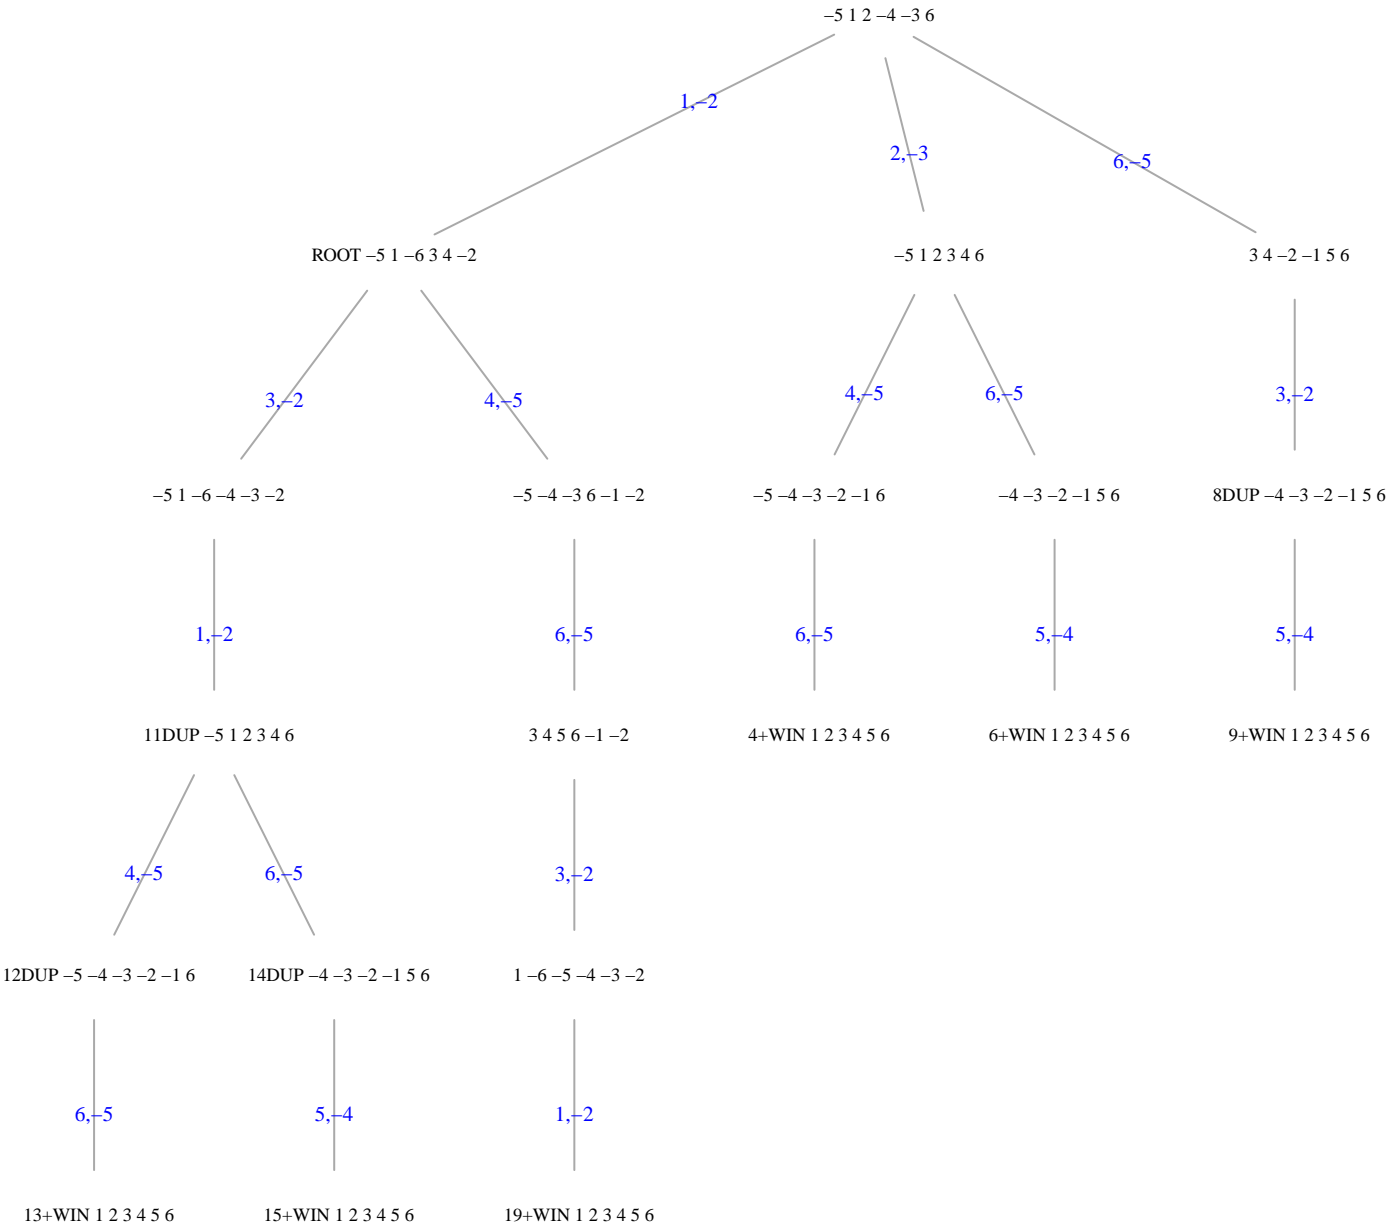 –5 1 2 –4 –3 6
1,–2
2,–3
6,–5
ROOT –5 1 –6 3 4 –2
–5 1 2 3 4 6
3 4 –2 –1 5 6
3,–2
4,–5
4,–5
6,–5
3,–2
–5 1 –6 –4 –3 –2
–5 –4 –3 6 –1 –2
–5 –4 –3 –2 –1 6
–4 –3 –2 –1 5 6
8DUP –4 –3 –2 –1 5 6
1,–2
6,–5
6,–5
5,–4
5,–4
11DUP –5 1 2 3 4 6
3 4 5 6 –1 –2
4+WIN 1 2 3 4 5 6
6+WIN 1 2 3 4 5 6
9+WIN 1 2 3 4 5 6
4,–5
6,–5
3,–2
12DUP –5 –4 –3 –2 –1 6
14DUP –4 –3 –2 –1 5 6
1 –6 –5 –4 –3 –2
6,–5
5,–4
1,–2
13+WIN 1 2 3 4 5 6
15+WIN 1 2 3 4 5 6
19+WIN 1 2 3 4 5 6